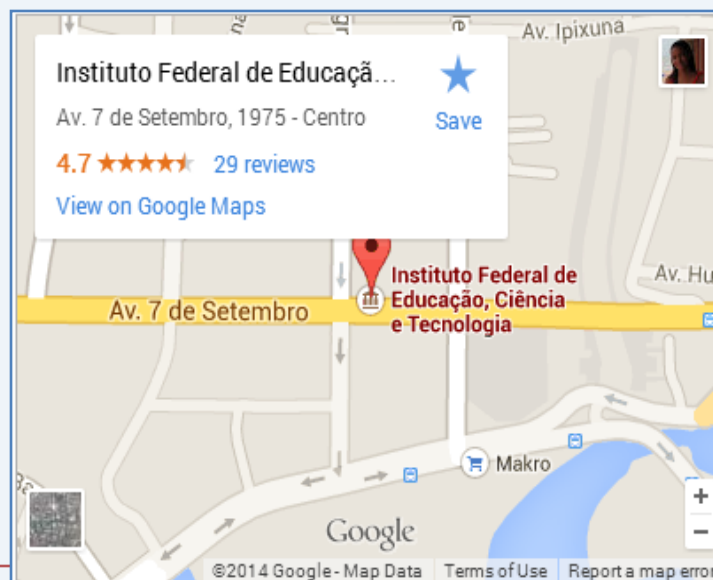 Av. Ipixuna
Instituto Federal de Educaçã...
Save
Av. 7 de Setembro, 1975 - Centro
4.7
29 reviews
View on Google Maps
Instituto Federal de
Educação, Ciência
e Tecnologia
Av. Hu
Av. 7 de Setembro
Makro
+
−
Google
©2014 Google - Map Data
Terms of Use
Report a map error